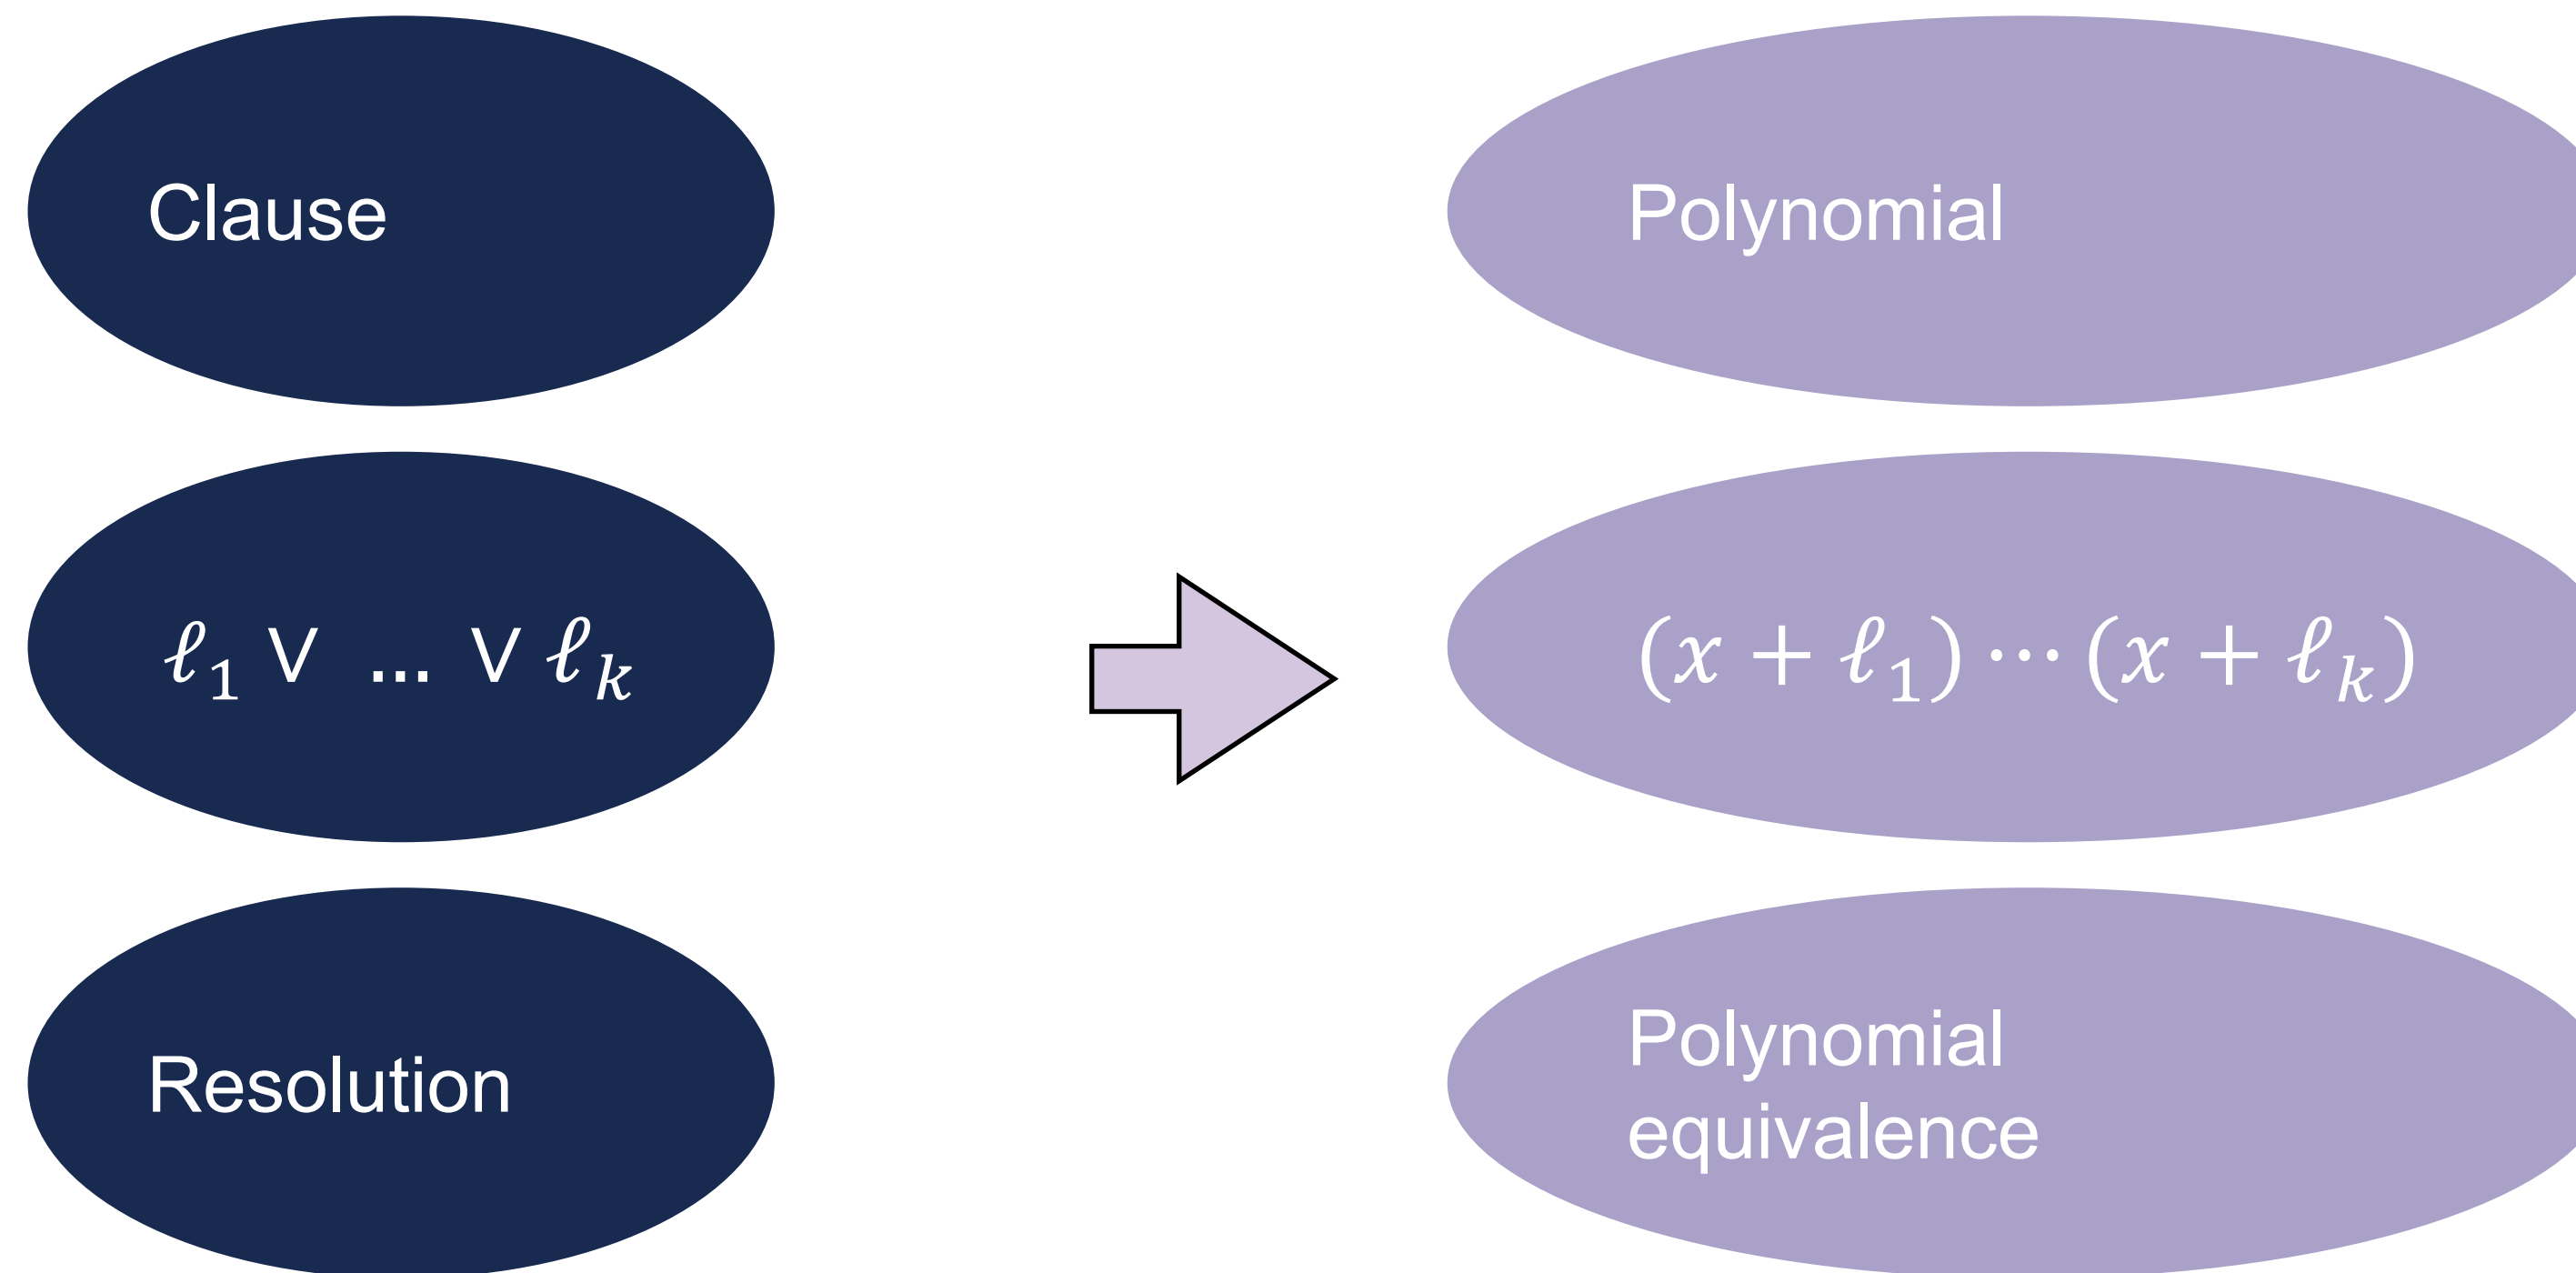 Clause
Polynomial
ℓ₁ ∨ … ∨ ℓₖ
(x + ℓ₁) ⋯ (x + ℓₖ)
Resolution
Polynomial
equivalence